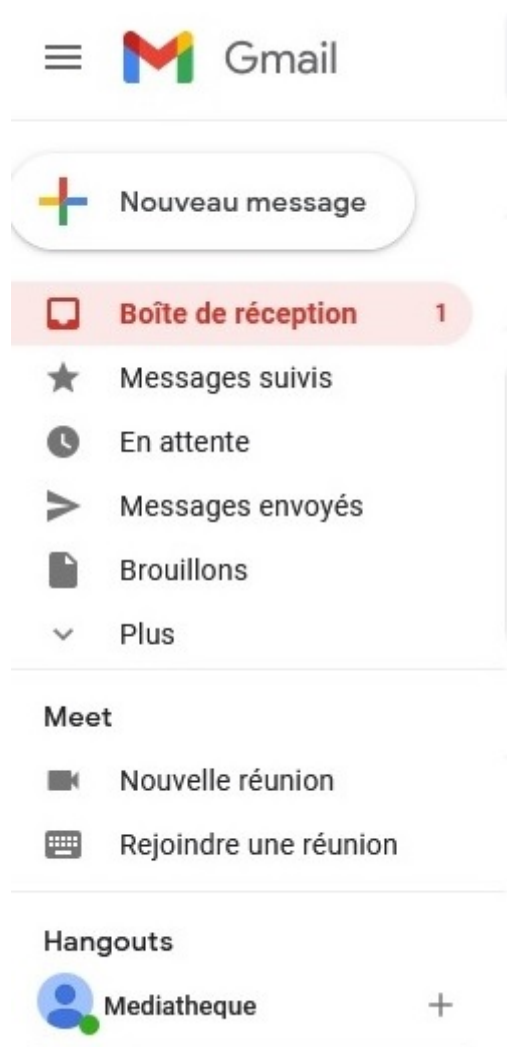 Gmail
Nouveau message
Boîte de réception 1
Messages suivis
En attente
Messages envoyés
Brouillons
Plus
Meet
Nouvelle réunion
Rejoindre une réunion
Hangouts
Mediatheque